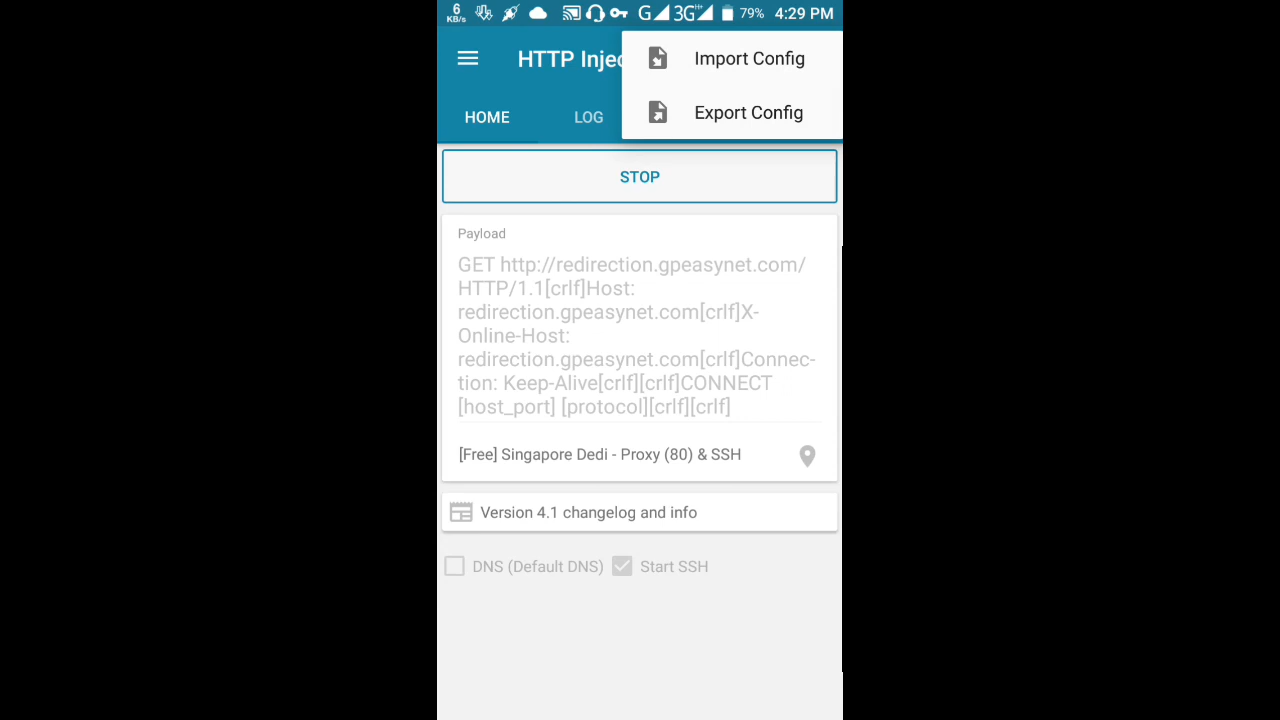 6
KB/s
G
3G
H+
79%
4:29 PM
HTTP Injec
Import Config
Export Config
HOME
LOG
STOP
Payload
GET http://redirection.gpeasynet.com/
HTTP/1.1[crlf]Host:
redirection.gpeasynet.com[crlf]X-
Online-Host:
redirection.gpeasynet.com[crlf]Connec-
tion: Keep-Alive[crlf][crlf]CONNECT
[host_port] [protocol][crlf][crlf]
[Free] Singapore Dedi - Proxy (80) & SSH
Version 4.1 changelog and info
DNS (Default DNS)
Start SSH